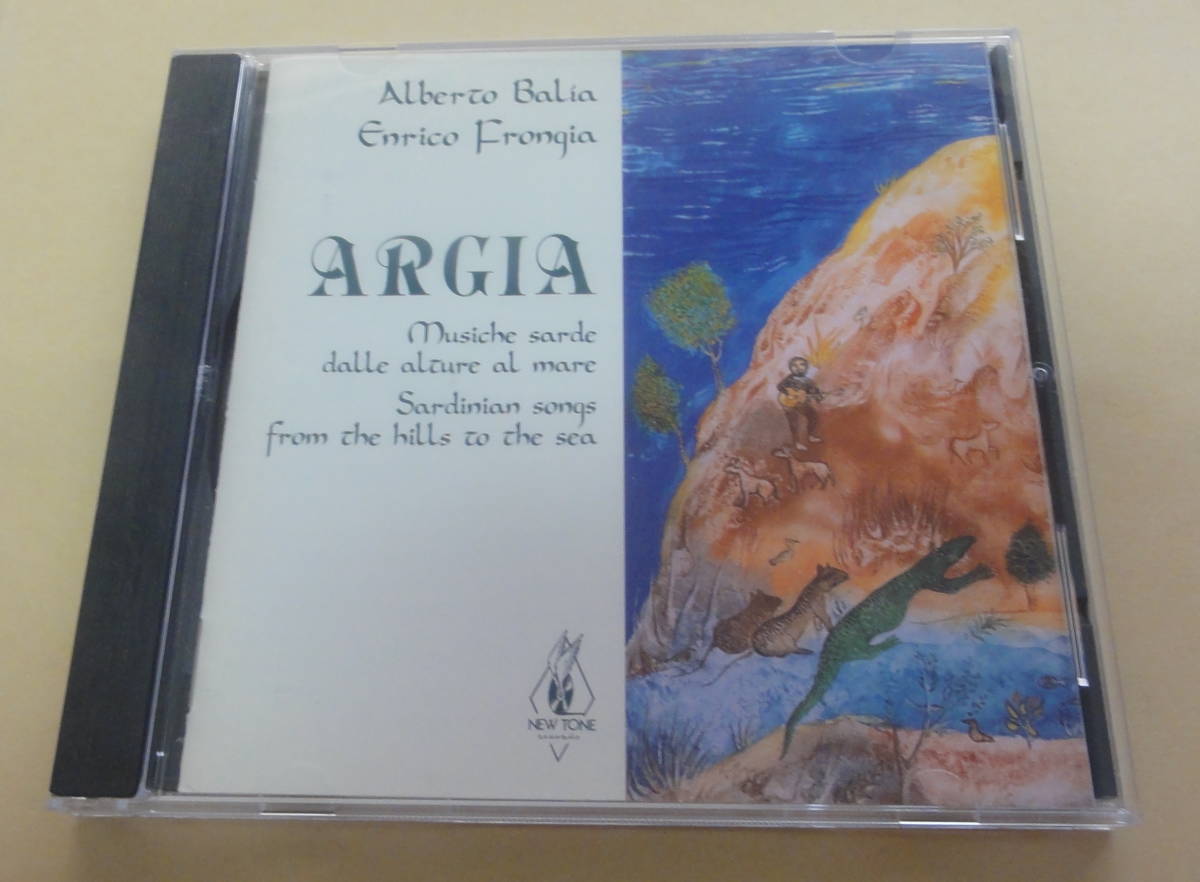 Alberto Balia
Enrico Frongia
ARGIA
Musiche sarde
dalle alture al mare
Sardinian songs
from the hills to the sea
NEW TONE